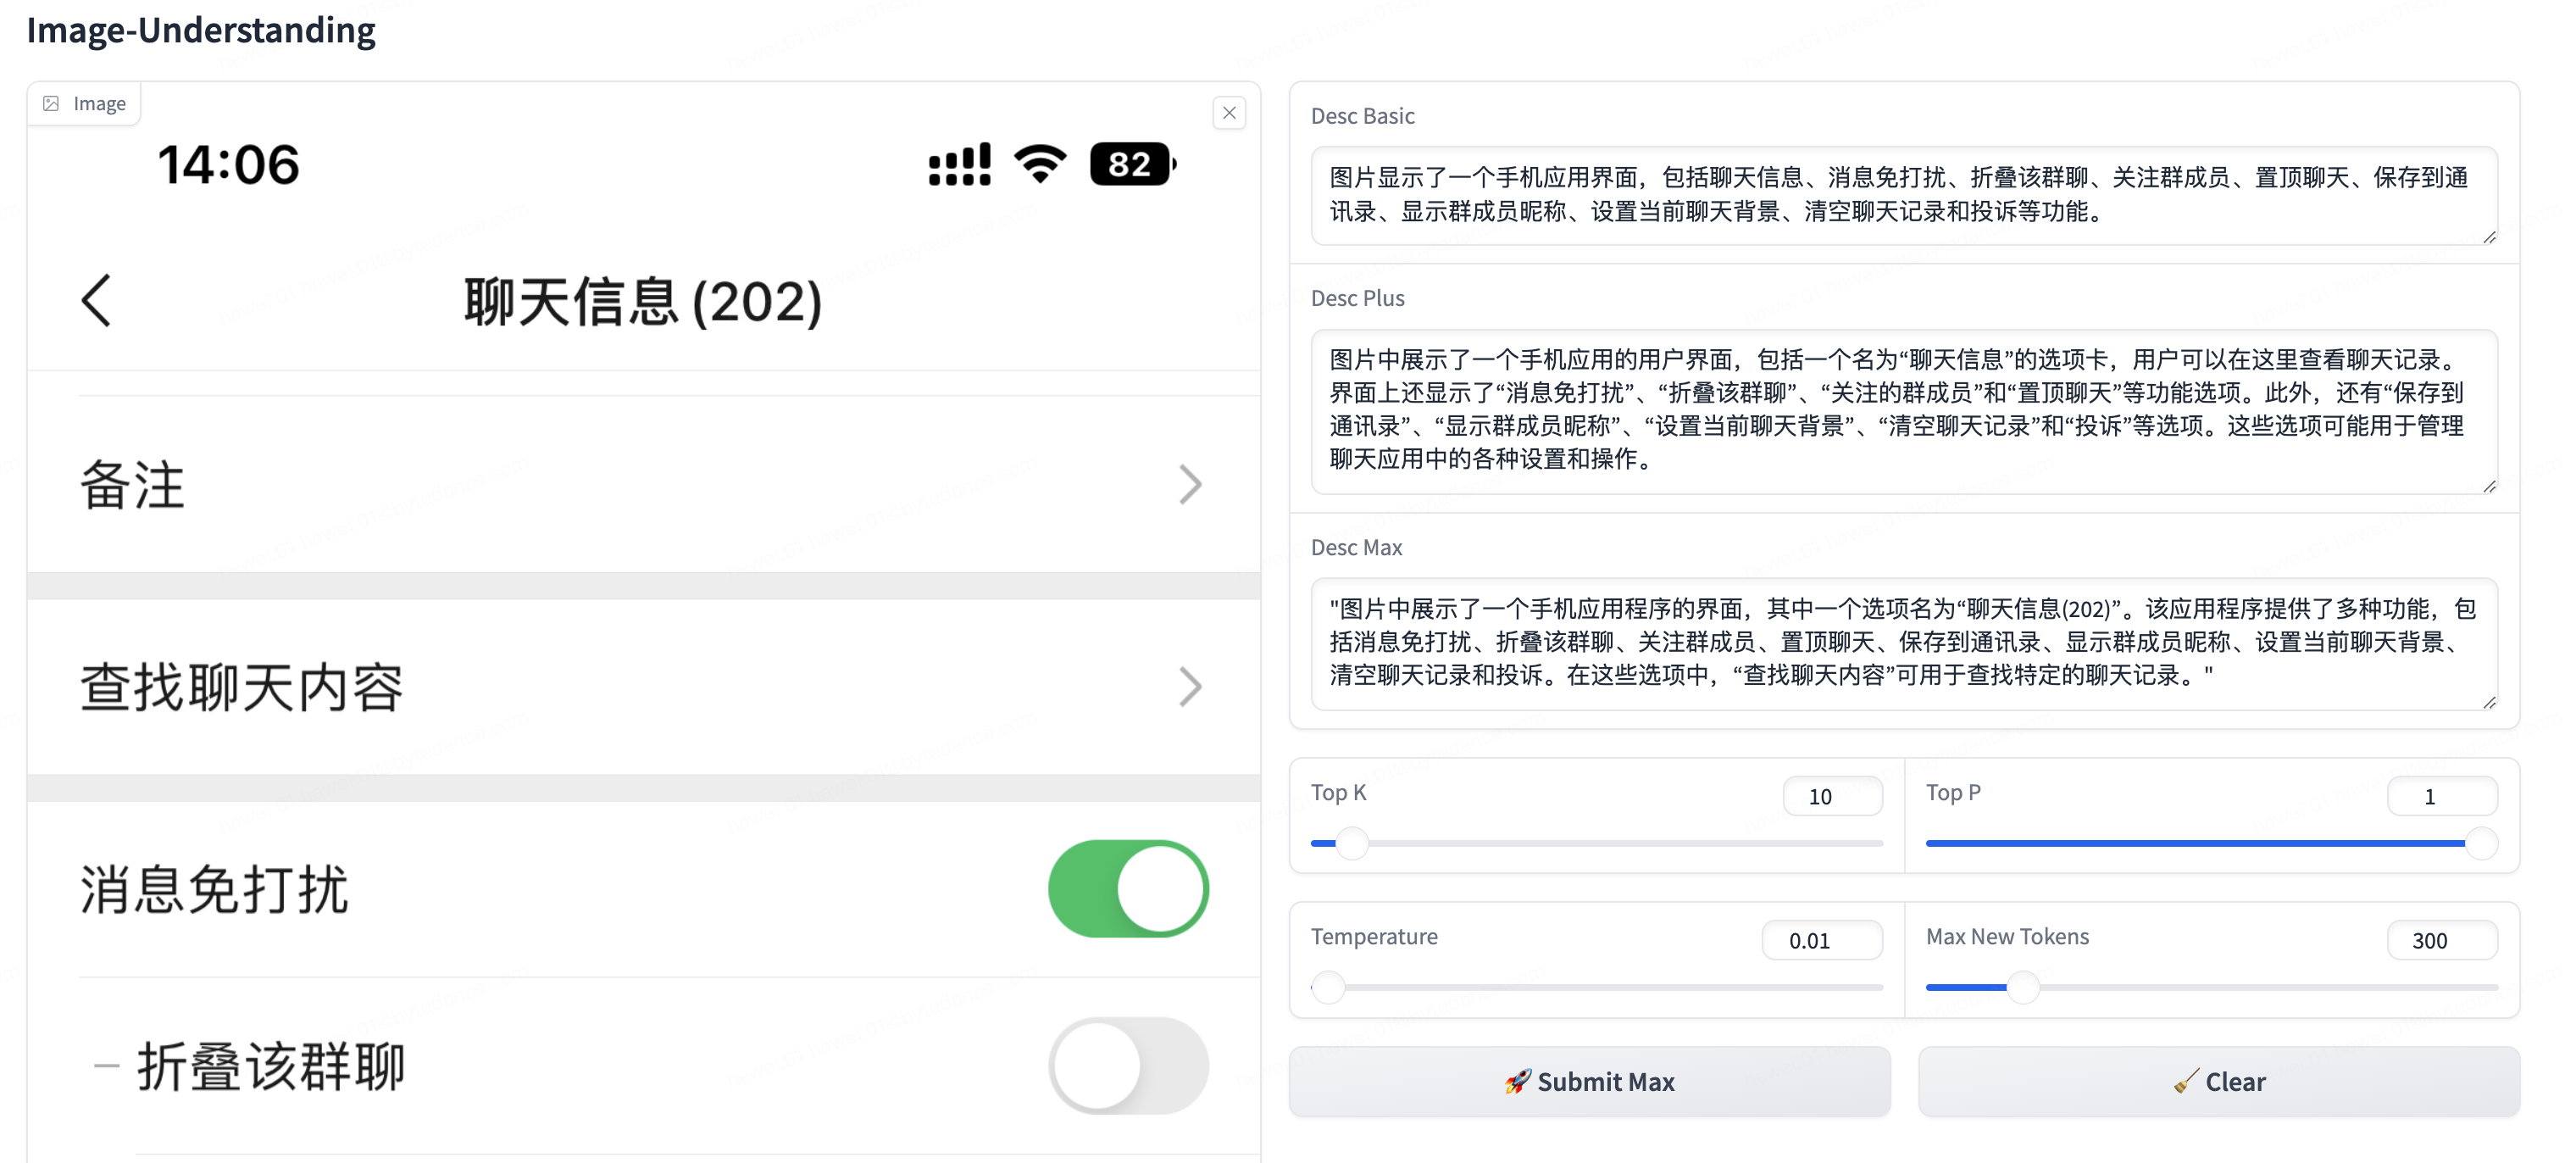 Image-Understanding
Image
14:06
82
聊天信息(202)
备注
查找聊天内容
消息免打扰
折叠该群聊
Desc Basic
图片显示了一个手机应用界面，包括聊天信息、消息免打扰、折叠该群聊、关注群成员、置顶聊天、保存到通
讯录、显示群成员昵称、设置当前聊天背景、清空聊天记录和投诉等功能。
Desc Plus
图片中展示了一个手机应用的用户界面，包括一个名为“聊天信息”的选项卡，用户可以在这里查看聊天记录。
界面上还显示了“消息免打扰”、“折叠该群聊”、“关注的群成员”和“置顶聊天”等功能选项。此外，还有“保存到
通讯录”、“显示群成员昵称”、“设置当前聊天背景”、“清空聊天记录”和“投诉”等选项。这些选项可能用于管理
聊天应用中的各种设置和操作。
Desc Max
"图片中展示了一个手机应用程序的界面，其中一个选项名为“聊天信息(202)”。该应用程序提供了多种功能，包
括消息免打扰、折叠该群聊、关注群成员、置顶聊天、保存到通讯录、显示群成员昵称、设置当前聊天背景、
清空聊天记录和投诉。在这些选项中，“查找聊天内容”可用于查找特定的聊天记录。"
Top K
10
Top P
1
Temperature
0.01
Max New Tokens
300
🚀 Submit Max
🧹 Clear